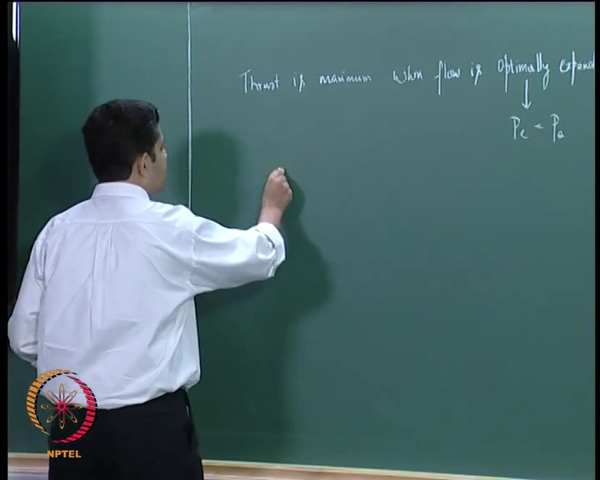 Thrust is maximum when flow is optimally expand
Pe = Pa
NPTEL